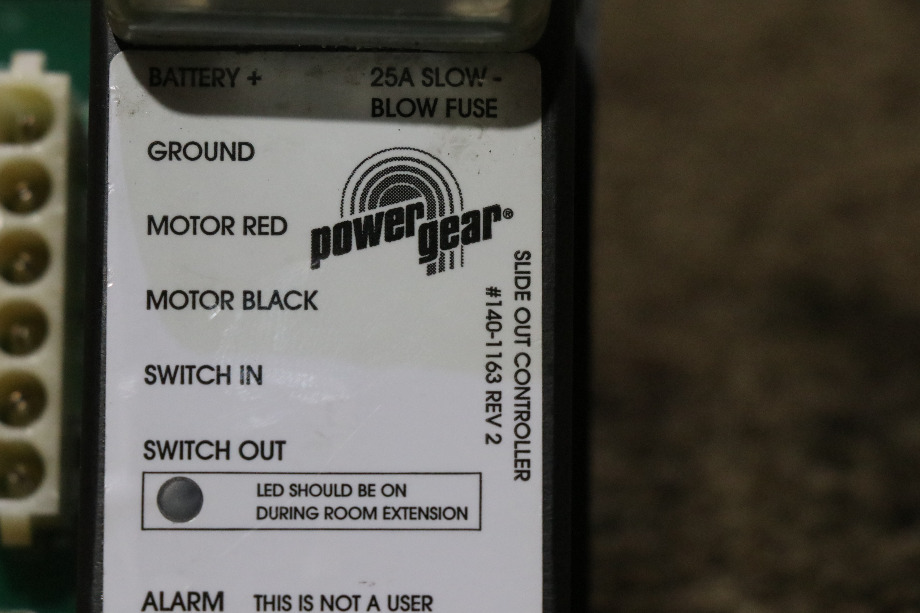 BATTERY +
25A SLOW -
BLOW FUSE
GROUND
MOTOR RED
power gear®
MOTOR BLACK
SLIDE OUT CONTROLLER
#140-1163 REV 2
SWITCH IN
SWITCH OUT
LED SHOULD BE ON
DURING ROOM EXTENSION
ALARM THIS IS NOT A USER